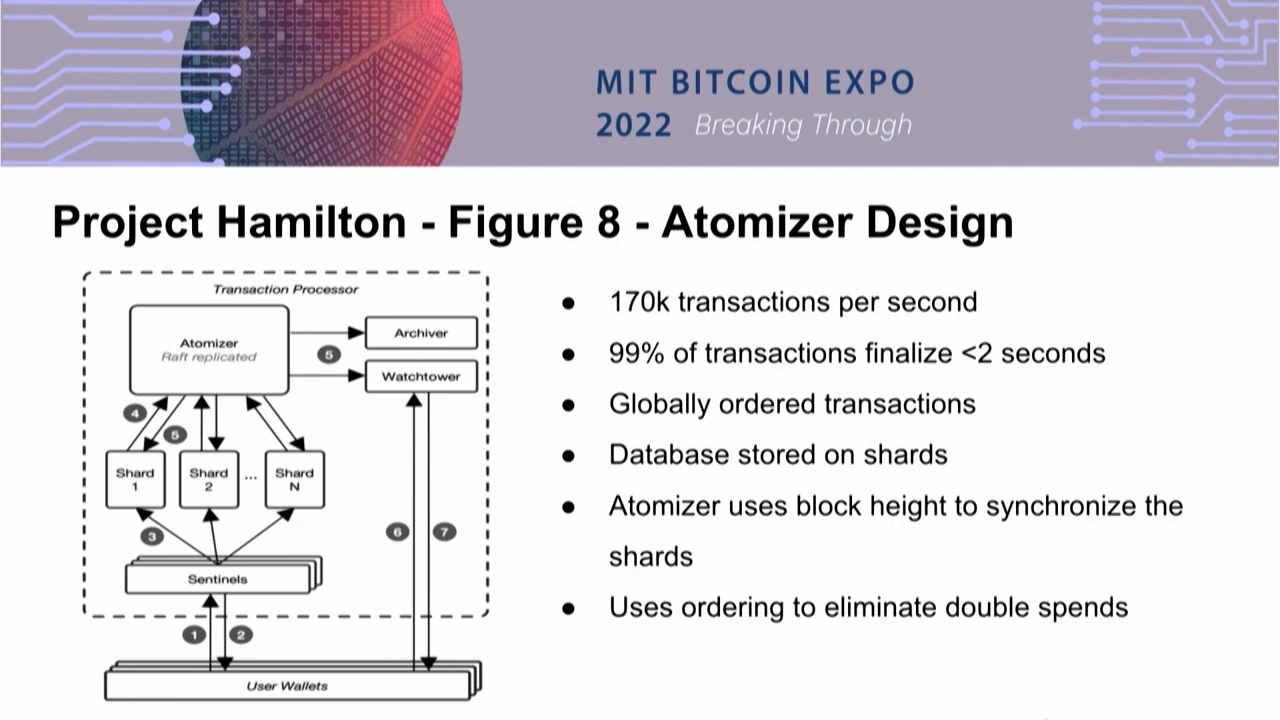 MIT BITCOIN EXPO
2022 Breaking Through
Project Hamilton - Figure 8 - Atomizer Design
Transaction Processor
Atomizer
Raft replicated
Archiver
5
Watchtower
4
5
Shard
1
Shard
2
...
Shard
N
3
6
7
Sentinels
1
2
User Wallets
● 170k transactions per second
● 99% of transactions finalize <2 seconds
● Globally ordered transactions
● Database stored on shards
● Atomizer uses block height to synchronize the
shards
● Uses ordering to eliminate double spends